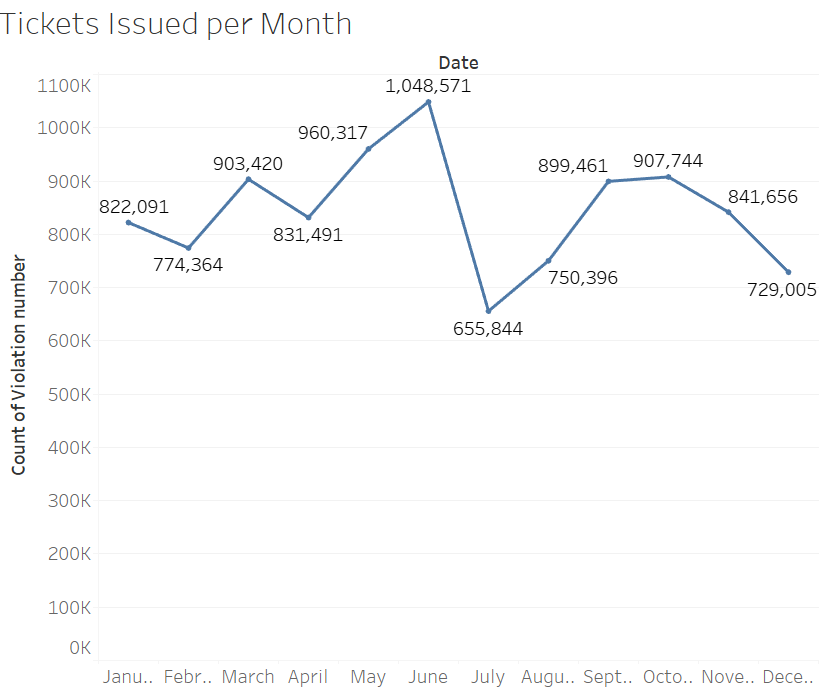 Tickets Issued per Month
Date
1100K
1000K
900K
800K
700K
600K
500K
400K
300K
200K
100K
0K
Count of Violation number
822,091
774,364
903,420
831,491
960,317
1,048,571
655,844
750,396
899,461
907,744
841,656
729,005
Janu.. Febr.. March April May June July Augu.. Sept.. Octo.. Nove.. Dece..